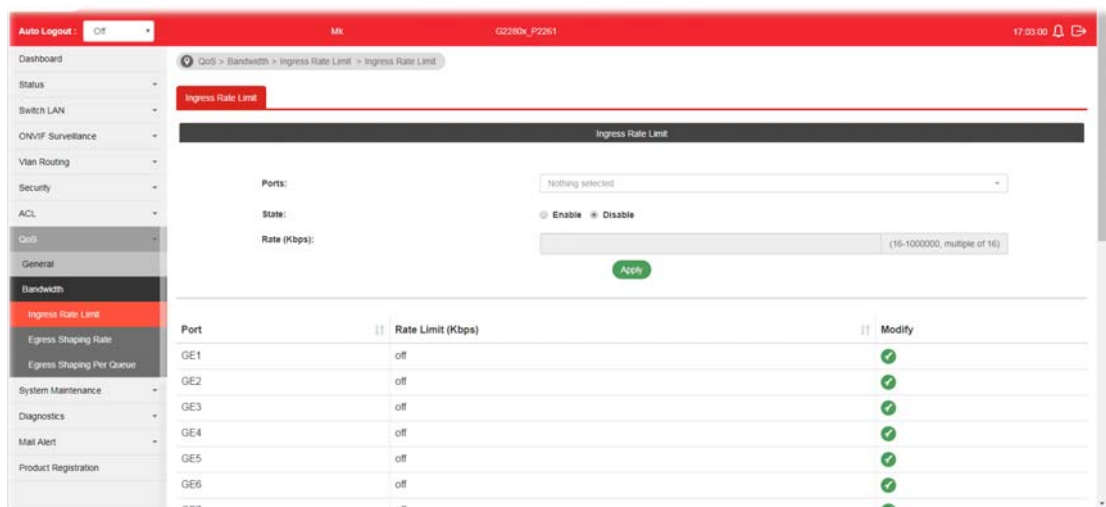 Auto Logout : Off Mk G2280x_P2261 17:03:00
Dashboard
Status
Switch LAN
ONVIF Surveillance
Vlan Routing
Security
ACL
QoS
General
Bandwidth
Ingress Rate Limit
Egress Shaping Rate
Egress Shaping Per Queue
System Maintenance
Diagnostics
Mail Alert
Product Registration
QoS > Bandwidth > Ingress Rate Limit > Ingress Rate Limit
Ingress Rate Limit
Ingress Rate Limit
Ports: Nothing selected
State: Enable Disable
Rate (Kbps): (16-1000000, multiple of 16)
Apply
Port Rate Limit (Kbps) Modify
GE1 off
GE2 off
GE3 off
GE4 off
GE5 off
GE6 off